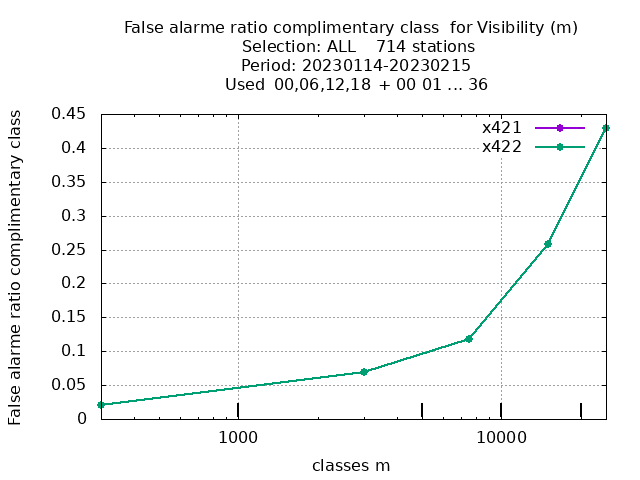 False alarme ratio complimentary class  for Visibility (m)
Selection: ALL    714 stations
Period: 20230114-20230215
Used  00,06,12,18  + 00 01 ... 36
False alarme ratio complimentary class
x421
x422
0.45
0.4
0.35
0.3
0.25
0.2
0.15
0.1
0.05
0
1000
10000
classes m